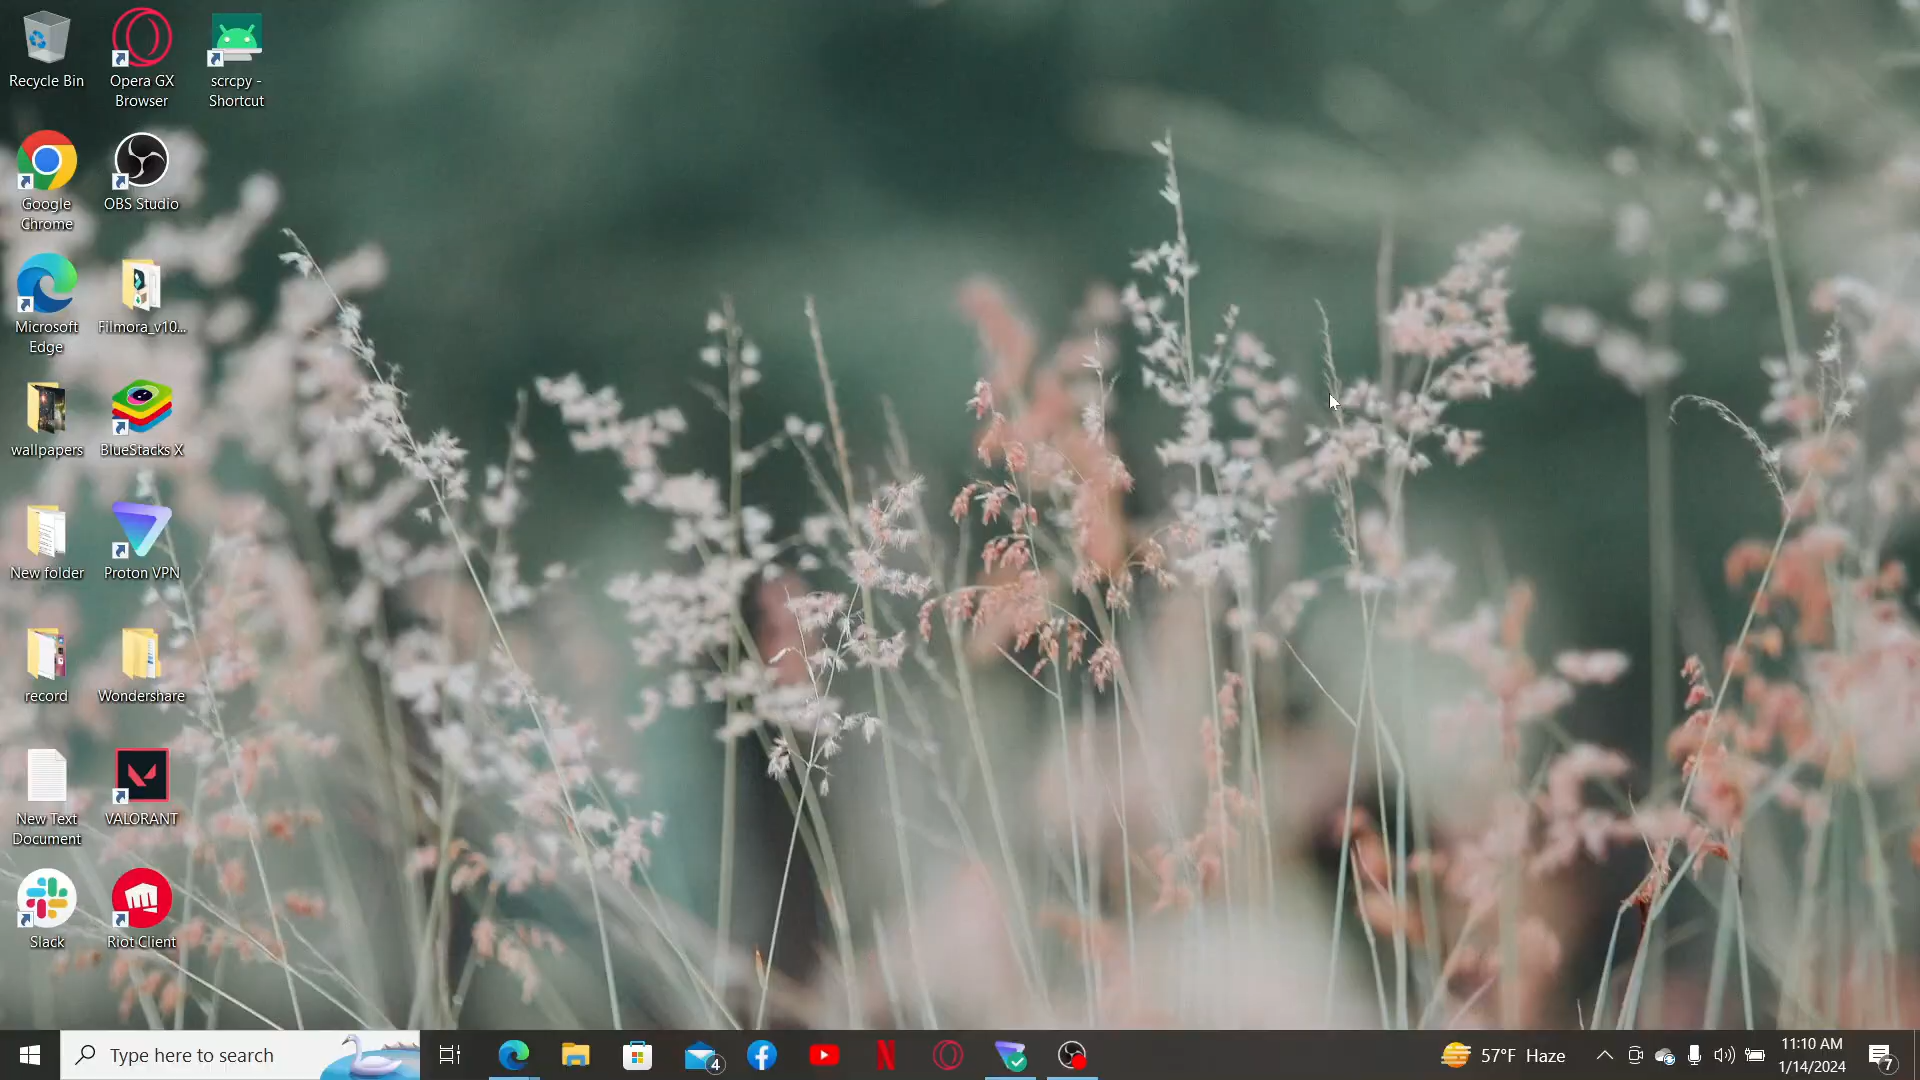 Recycle Bin
Opera GX
Browser
scrcpy -
Shortcut
Google
Chrome
OBS Studio
Microsoft
Edge
Filmora_v10...
wallpapers
BlueStacks X
New folder
Proton VPN
record
Wondershare
New Text
Document
VALORANT
Slack
Riot Client
Type here to search
4
57°F Haze
11:10 AM
1/14/2024
7